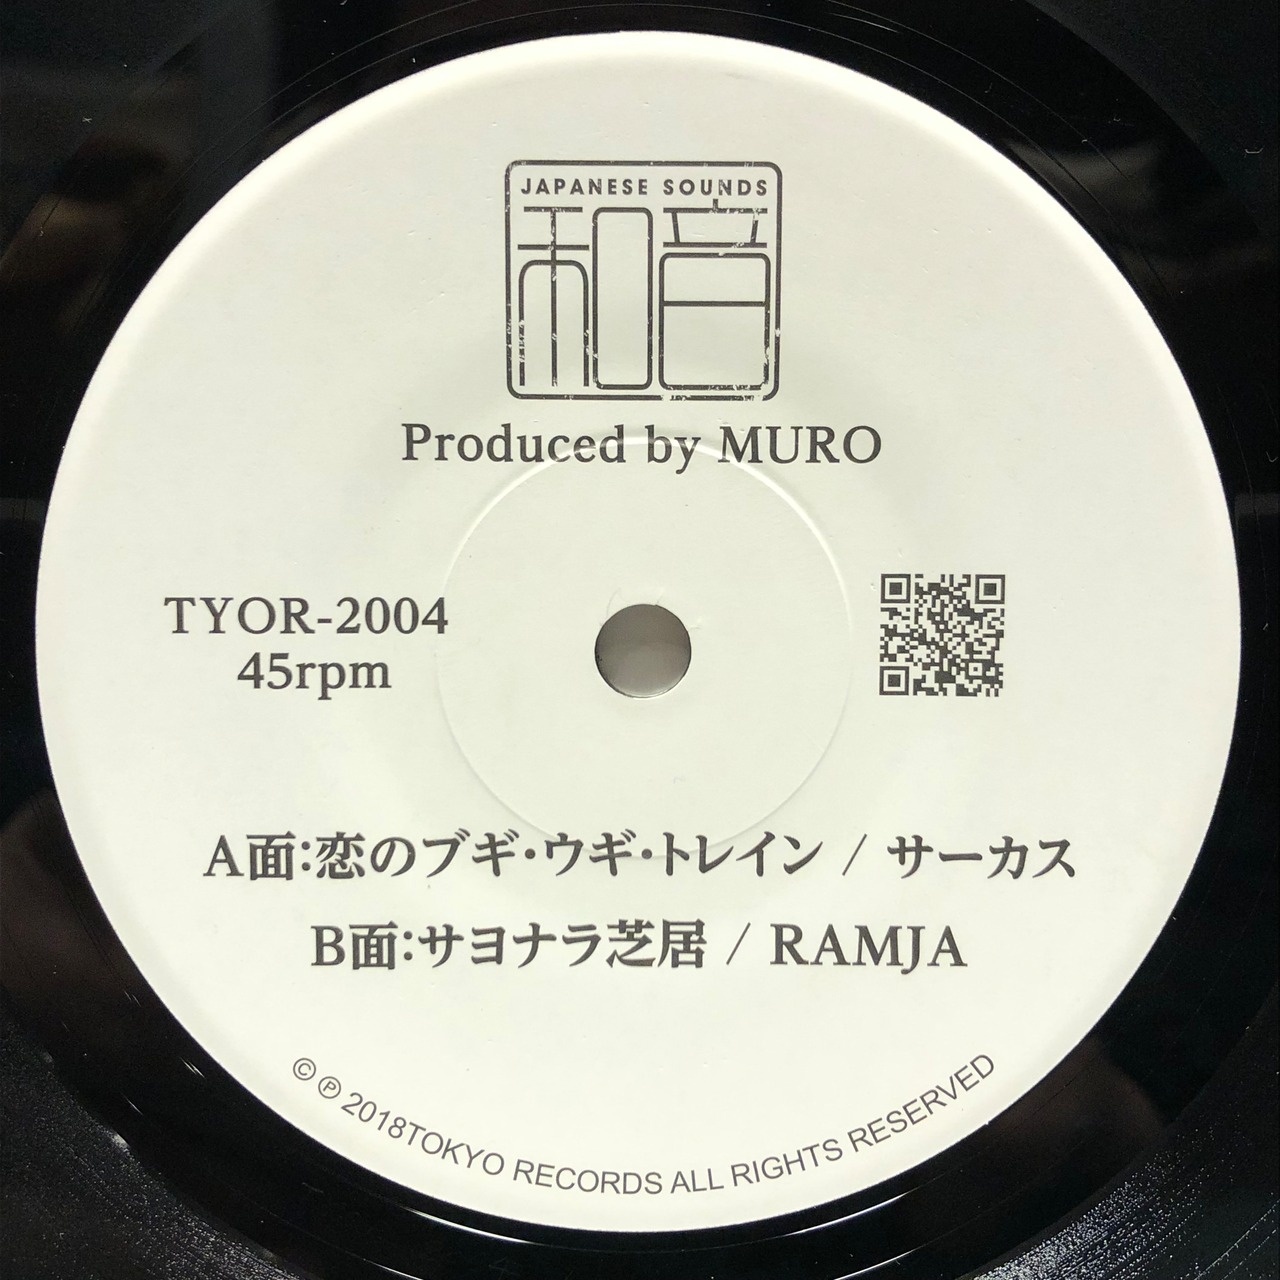 JAPANESE SOUNDS
和音
Produced by MURO
TYOR-2004
45rpm
A面:恋のブギ・ウギ・トレイン / サーカス
B面:サヨナラ芝居 / RAMJA
© ℗ 2018TOKYO RECORDS ALL RIGHTS RESERVED